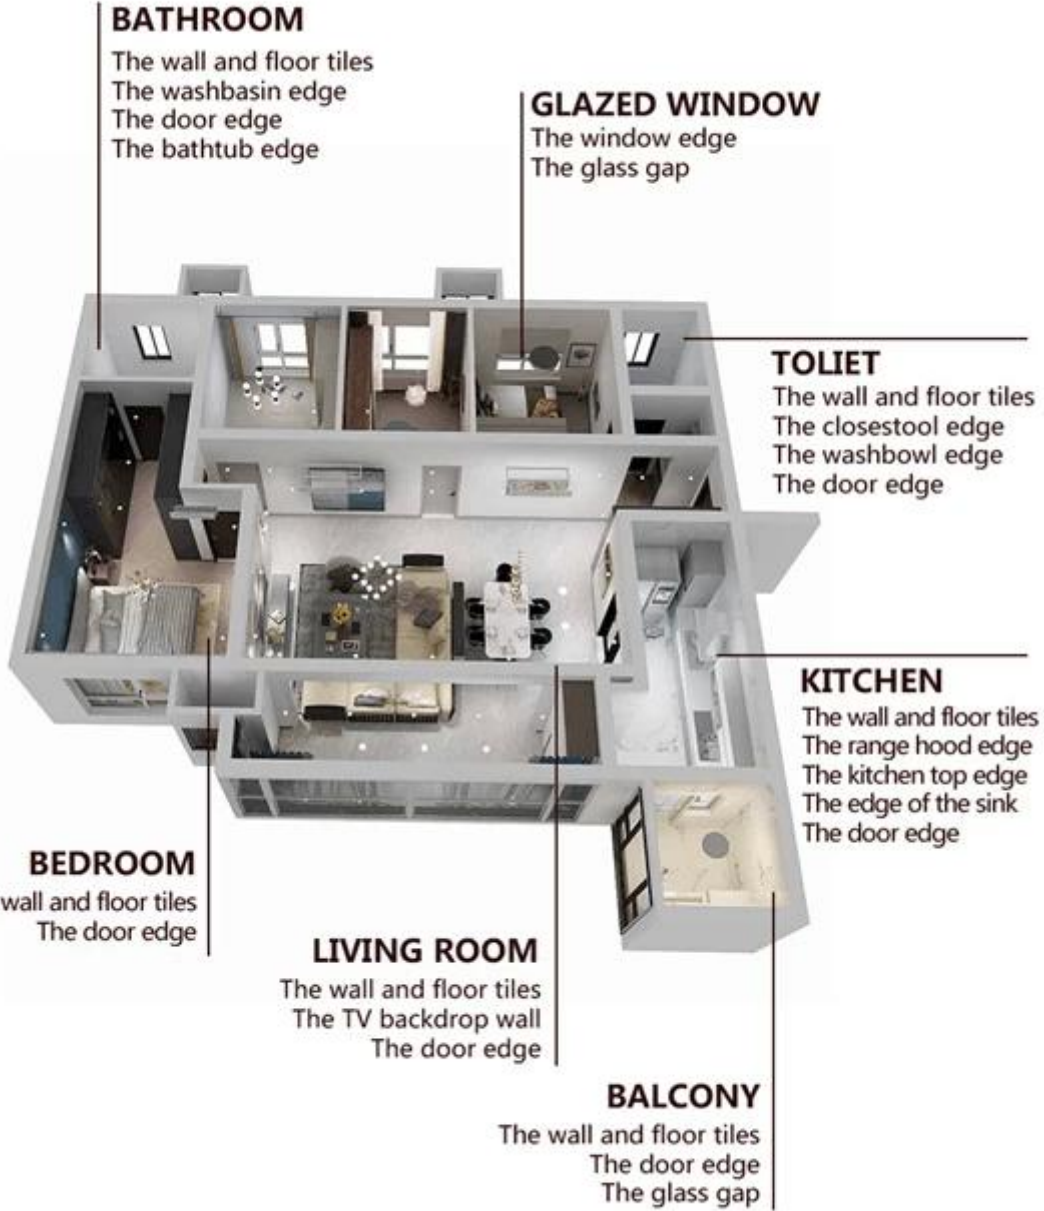 BATHROOM
The wall and floor tiles
The washbasin edge
The door edge
The bathtub edge
GLAZED WINDOW
The window edge
The glass gap
TOLIET
The wall and floor tiles
The closestool edge
The washbowl edge
The door edge
KITCHEN
The wall and floor tiles
The range hood edge
The kitchen top edge
The edge of the sink
The door edge
BEDROOM
wall and floor tiles
The door edge
LIVING ROOM
The wall and floor tiles
The TV backdrop wall
The door edge
BALCONY
The wall and floor tiles
The door edge
The glass gap